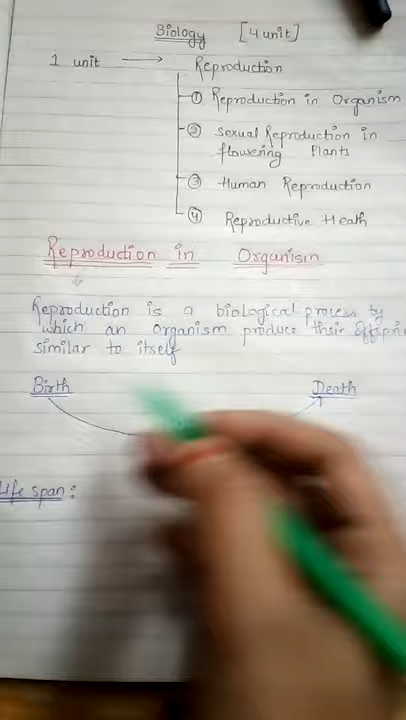 Biology [4 unit]
1 unit → Reproduction
① Reproduction in Organism
② Sexual Reproduction in
flowering Plants
③ Human Reproduction
④ Reproductive Heath
Reproduction in Organism
Reproduction is a biological process by
which an organism produce their offspri
similar to itself
Birth Death
Life span: